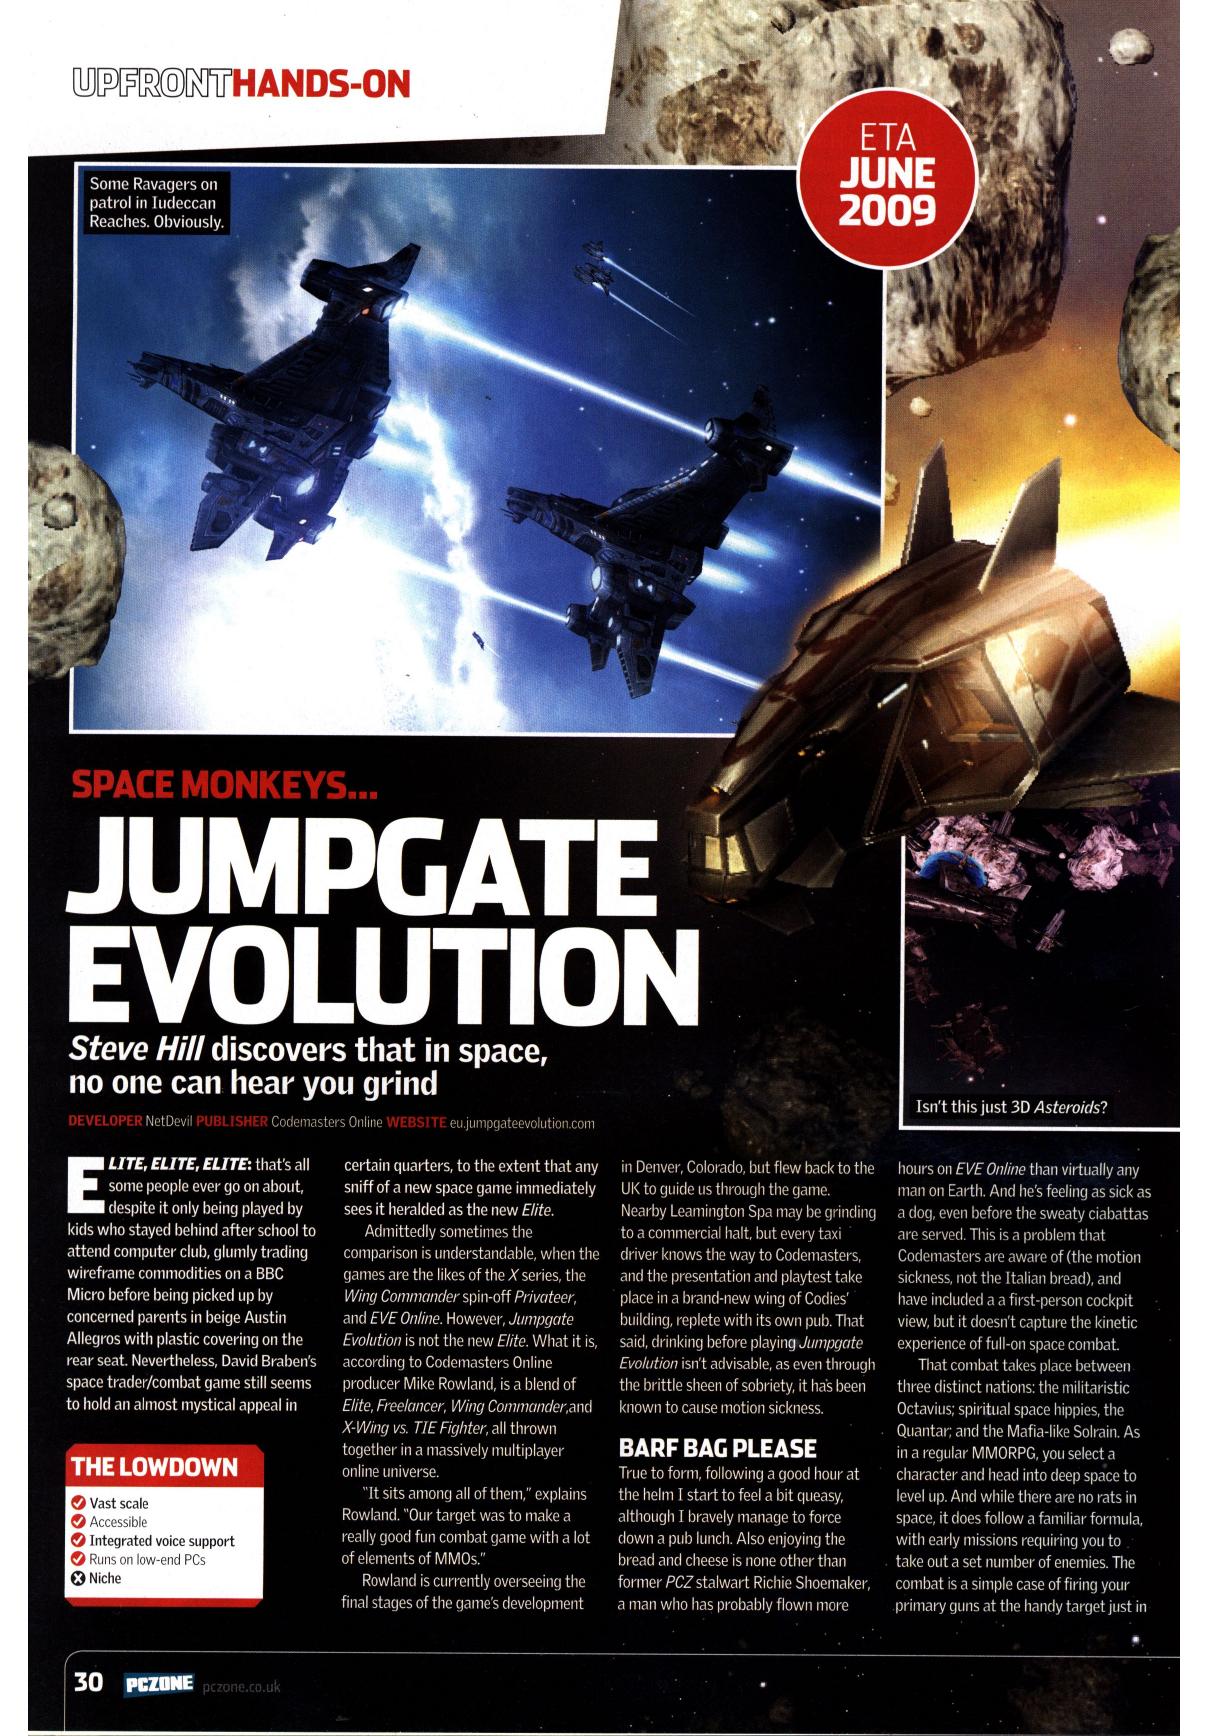 UPFRONTHANDS-ON
ETA
JUNE
2009
Some Ravagers on
patrol in Iudeccan
Reaches. Obviously.
SPACE MONKEYS...
JUMPGATE
EVOLUTION
Steve Hill discovers that in space,
no one can hear you grind
DEVELOPER NetDevil PUBLISHER Codemasters Online WEBSITE eu.jumpgateevolution.com
Isn't this just 3D Asteroids?
ELITE, ELITE, ELITE: that's all
some people ever go on about,
despite it only being played by
kids who stayed behind after school to
attend computer club, glumly trading
wireframe commodities on a BBC
Micro before being picked up by
concerned parents in beige Austin
Allegros with plastic covering on the
rear seat. Nevertheless, David Braben's
space trader/combat game still seems
to hold an almost mystical appeal in
THE LOWDOWN
Vast scale
Accessible
Integrated voice support
Runs on low-end PCs
Niche
certain quarters, to the extent that any
sniff of a new space game immediately
sees it heralded as the new Elite.
Admittedly sometimes the
comparison is understandable, when the
games are the likes of the X series, the
Wing Commander spin-off Privateer,
and EVE Online. However, Jumpgate
Evolution is not the new Elite. What it is,
according to Codemasters Online
producer Mike Rowland, is a blend of
Elite, Freelancer, Wing Commander,and
X-Wing vs. TIE Fighter, all thrown
together in a massively multiplayer
online universe.
"It sits among all of them," explains
Rowland. "Our target was to make a
really good fun combat game with a lot
of elements of MMOs."
Rowland is currently overseeing the
final stages of the game's development
in Denver, Colorado, but flew back to the
UK to guide us through the game.
Nearby Leamington Spa may be grinding
to a commercial halt, but every taxi
driver knows the way to Codemasters,
and the presentation and playtest take
place in a brand-new wing of Codies'
building, replete with its own pub. That
said, drinking before playing Jumpgate
Evolution isn't advisable, as even through
the brittle sheen of sobriety, it has been
known to cause motion sickness.
BARF BAG PLEASE
True to form, following a good hour at
the helm I start to feel a bit queasy,
although I bravely manage to force
down a pub lunch. Also enjoying the
bread and cheese is none other than
former PCZ stalwart Richie Shoemaker,
a man who has probably flown more
hours on EVE Online than virtually any
man on Earth. And he's feeling as sick as
a dog, even before the sweaty ciabattas
are served. This is a problem that
Codemasters are aware of (the motion
sickness, not the Italian bread), and
have included a a first-person cockpit
view, but it doesn't capture the kinetic
experience of full-on space combat.
That combat takes place between
three distinct nations: the militaristic
Octavius; spiritual space hippies, the
Quantar; and the Mafia-like Solrain. As
in a regular MMORPG, you select a
character and head into deep space to
level up. And while there are no rats in
space, it does follow a familiar formula,
with early missions requiring you to
take out a set number of enemies. The
combat is a simple case of firing your
primary guns at the handy target just in
30 PCZONE pczone.co.uk